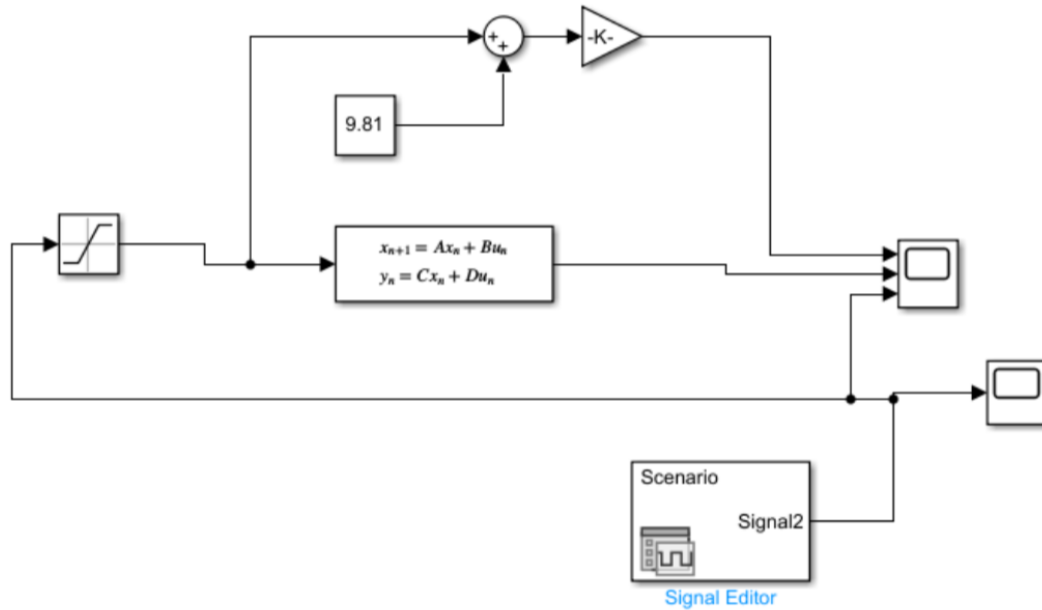 ++
-K-
9.81
xₙ₊₁ = Axₙ + Buₙ
yₙ = Cxₙ + Duₙ
Scenario
Signal2
Signal Editor